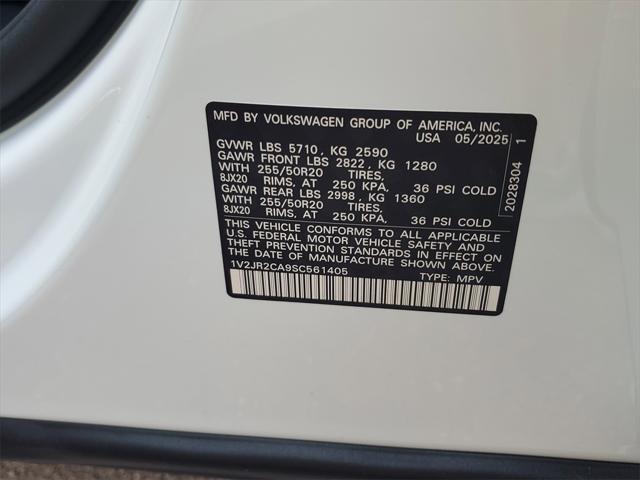 MFD BY VOLKSWAGEN GROUP OF AMERICA, INC.
USA 05/2025
GVWR LBS 5710, KG 2590
GAWR FRONT LBS 2822, KG 1280
WITH 255/50R20 TIRES,
8JX20 RIMS, AT 250 KPA, 36 PSI COLD
GAWR REAR LBS 2998, KG 1360
WITH 255/50R20 TIRES,
8JX20 RIMS, AT 250 KPA, 36 PSI COLD
THIS VEHICLE CONFORMS TO ALL APPLICABLE
U.S. FEDERAL MOTOR VEHICLE SAFETY AND
THEFT PREVENTION STANDARDS IN EFFECT ON
THE DATE OF MANUFACTURE SHOWN ABOVE.
1V2JR2CA9SC561405
TYPE: MPV
2028304 1